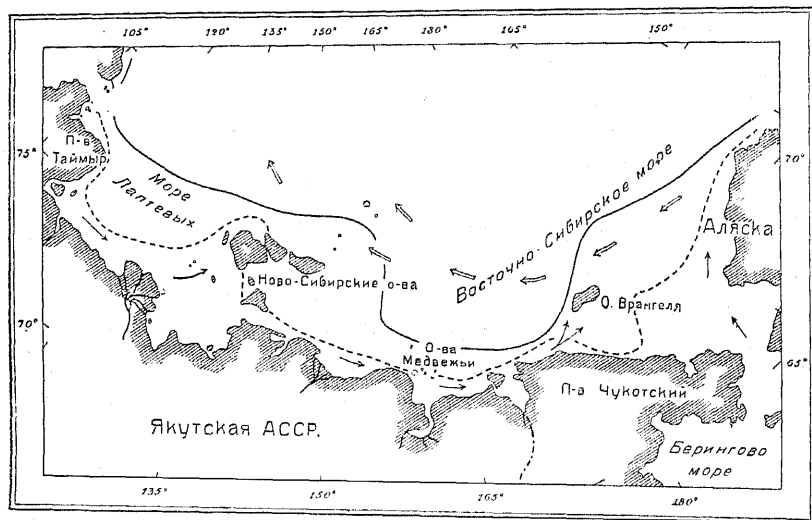 105° 120° 135° 150° 165° 180° 165° 150°
75°
70°
П-в
Таймыр
Море
Лаптевых
Восточно-Сибирское море
Аляска
Ново-Сибирские о-ва
О. Врангеля
70°
О-ва
Медвежьи
65°
П-в Чукотский
Якутская АССР.
Берингово
море
135° 150° 165° 180°